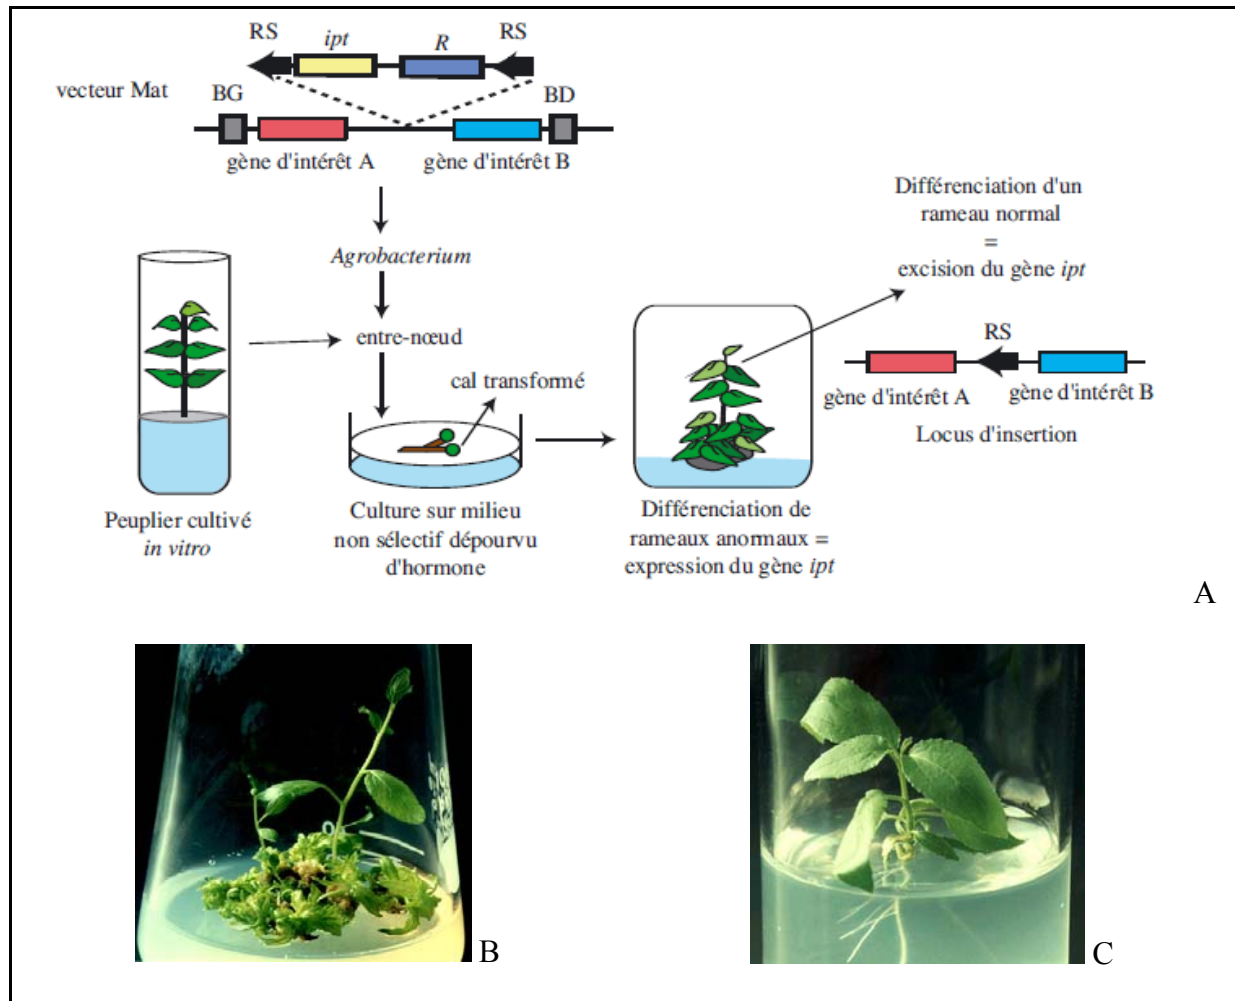 RS
ipt
R
RS
vecteur Mat
BG
BD
gène d'intérêt A
gène d'intérêt B
Différenciation d'un
rameau normal
=
excision du gène ipt
Agrobacterium
entre-nœud
cal transformé
RS
gène d'intérêt A
gène d'intérêt B
Locus d'insertion
Peuplier cultivé
in vitro
Culture sur milieu
non sélectif dépourvu
d'hormone
Différenciation de
rameaux anormaux =
expression du gène ipt
A
B
C